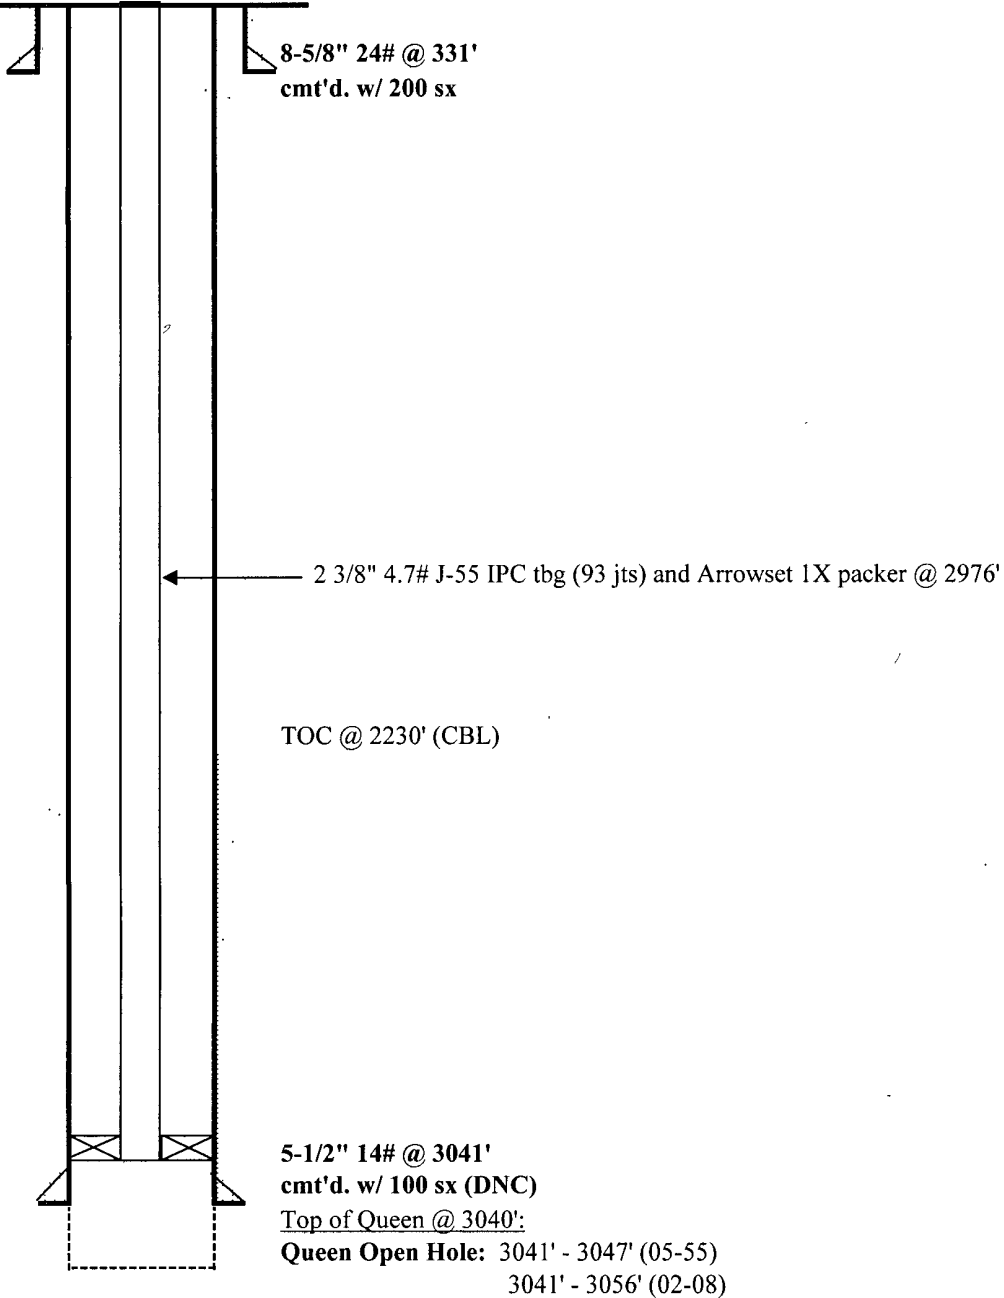 8-5/8" 24# @ 331'
cmt'd. w/ 200 sx
2 3/8" 4.7# J-55 IPC tbg (93 jts) and Arrowset 1X packer @ 2976'
TOC @ 2230' (CBL)
5-1/2" 14# @ 3041'
cmt'd. w/ 100 sx (DNC)
Top of Queen @ 3040':
Queen Open Hole: 3041' - 3047' (05-55)
3041' - 3056' (02-08)